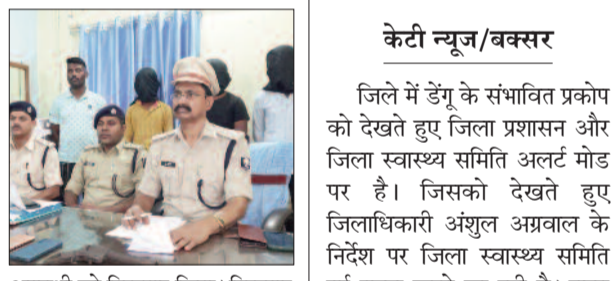 केटी न्यूज/बक्सर
जिले में डेंगू के संभावित प्रकोप
को देखते हुए जिला प्रशासन और
जिला स्वास्थ्य समिति अलर्ट मोड
पर है। जिसको देखते हुए
जिलाधिकारी अंशुल अग्रवाल के
निर्देश पर जिला स्वास्थ्य समिति